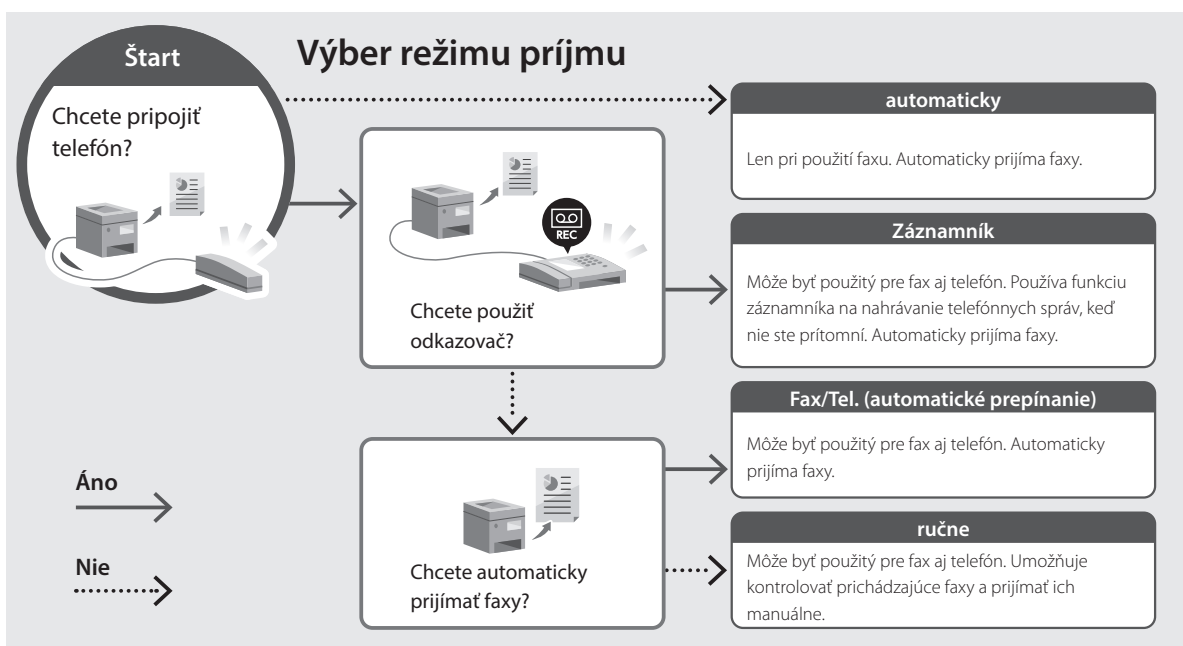 Štart
Výber režimu príjmu
Chcete pripojiť
telefón?
automaticky
Len pri použití faxu. Automaticky prijíma faxy.
REC
Chcete použiť
odkazovač?
Záznamník
Môže byť použitý pre fax aj telefón. Používa funkciu
záznamníka na nahrávanie telefónnych správ, keď
nie ste prítomní. Automaticky prijíma faxy.
Fax/Tel. (automatické prepínanie)
Môže byť použitý pre fax aj telefón. Automaticky
prijíma faxy.
Áno
Nie
Chcete automaticky
prijímať faxy?
ručne
Môže byť použitý pre fax aj telefón. Umožňuje
kontrolovať prichádzajúce faxy a prijímať ich
manuálne.